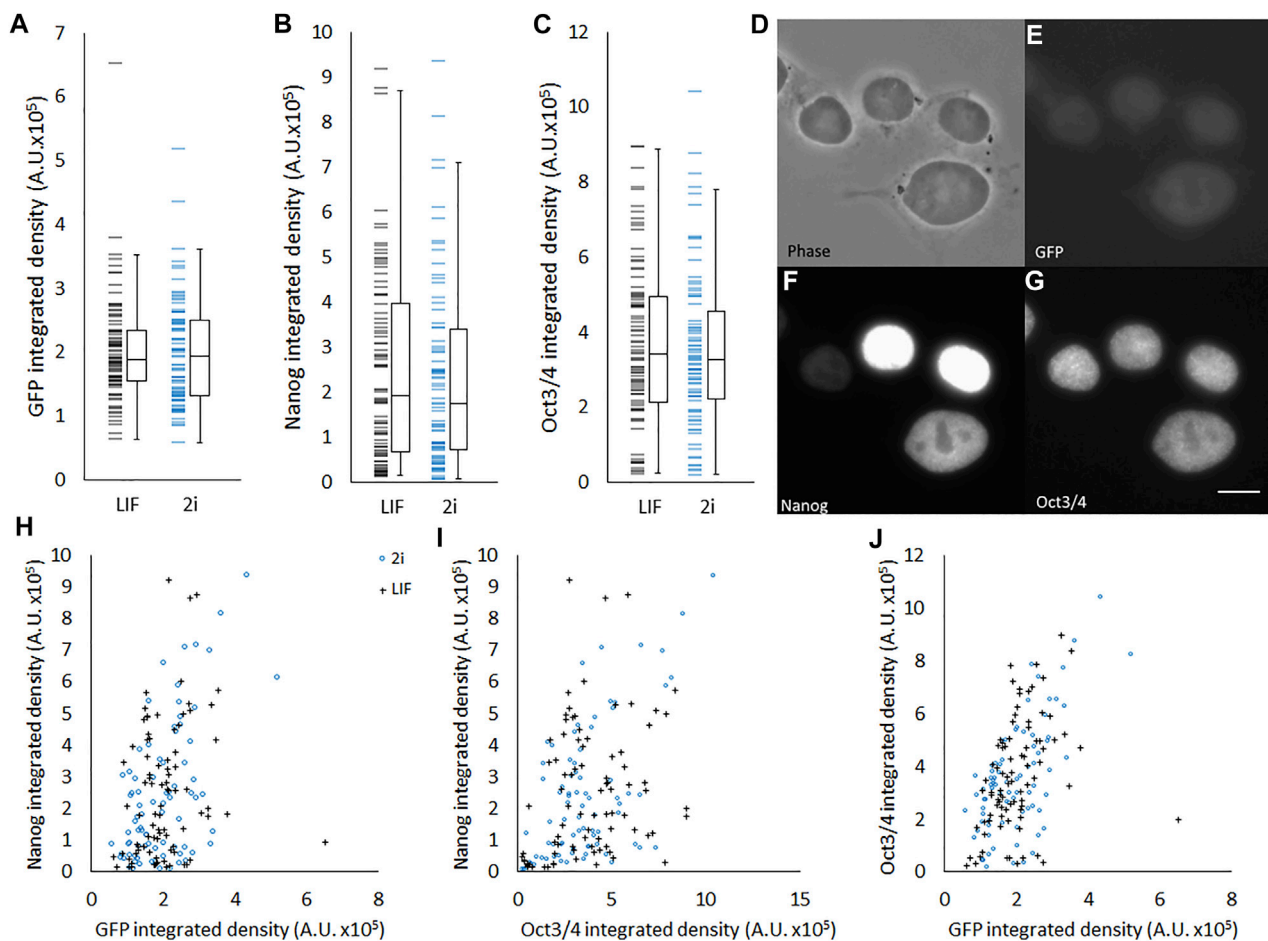 A
B
C
D
E
GFP integrated density (A.U.x10⁵)
7
6
5
4
3
2
1
0
LIF 2i
Nanog integrated density (A.U.x10⁵)
10
9
8
7
6
5
4
3
2
1
0
LIF 2i
Oct3/4 integrated density (A.U.x10⁵)
12
10
8
6
4
2
0
LIF 2i
Phase
GFP
F
G
Nanog
Oct3/4
H
Nanog integrated density (A.U. x10⁵)
10
9
8
7
6
5
4
3
2
1
0
0 2 4 6 8
GFP integrated density (A.U. x10⁵)
2i
LIF
I
Nanog integrated density (A.U. x10⁵)
10
9
8
7
6
5
4
3
2
1
0
0 5 10 15
Oct3/4 integrated density (A.U. x10⁵)
J
Oct3/4 integrated density (A.U. x10⁵)
12
10
8
6
4
2
0
0 2 4 6 8
GFP integrated density (A.U. x10⁵)